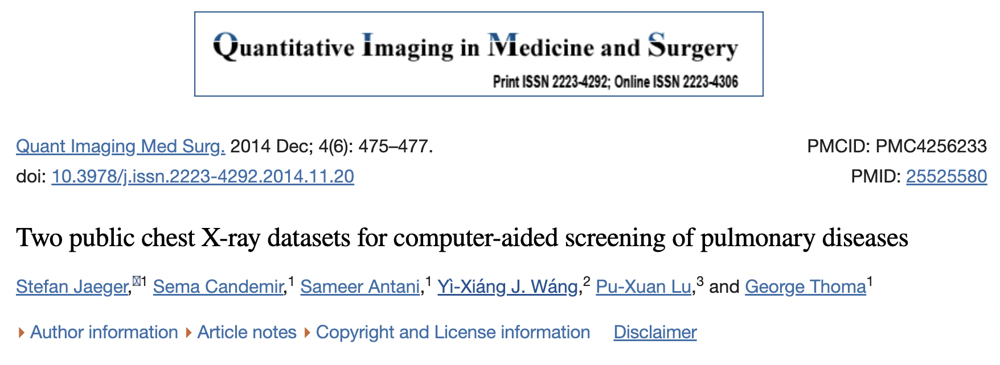 Quantitative Imaging in Medicine and Surgery
Print ISSN 2223-4292; Online ISSN 2223-4306
Quant Imaging Med Surg. 2014 Dec; 4(6): 475–477.
PMCID: PMC4256233
doi: 10.3978/j.issn.2223-4292.2014.11.20
PMID: 25525580
Two public chest X-ray datasets for computer-aided screening of pulmonary diseases
Stefan Jaeger,1 Sema Candemir,1 Sameer Antani,1 Yì-Xiáng J. Wáng,2 Pu-Xuan Lu,3 and George Thoma1
Author information Article notes Copyright and License information Disclaimer